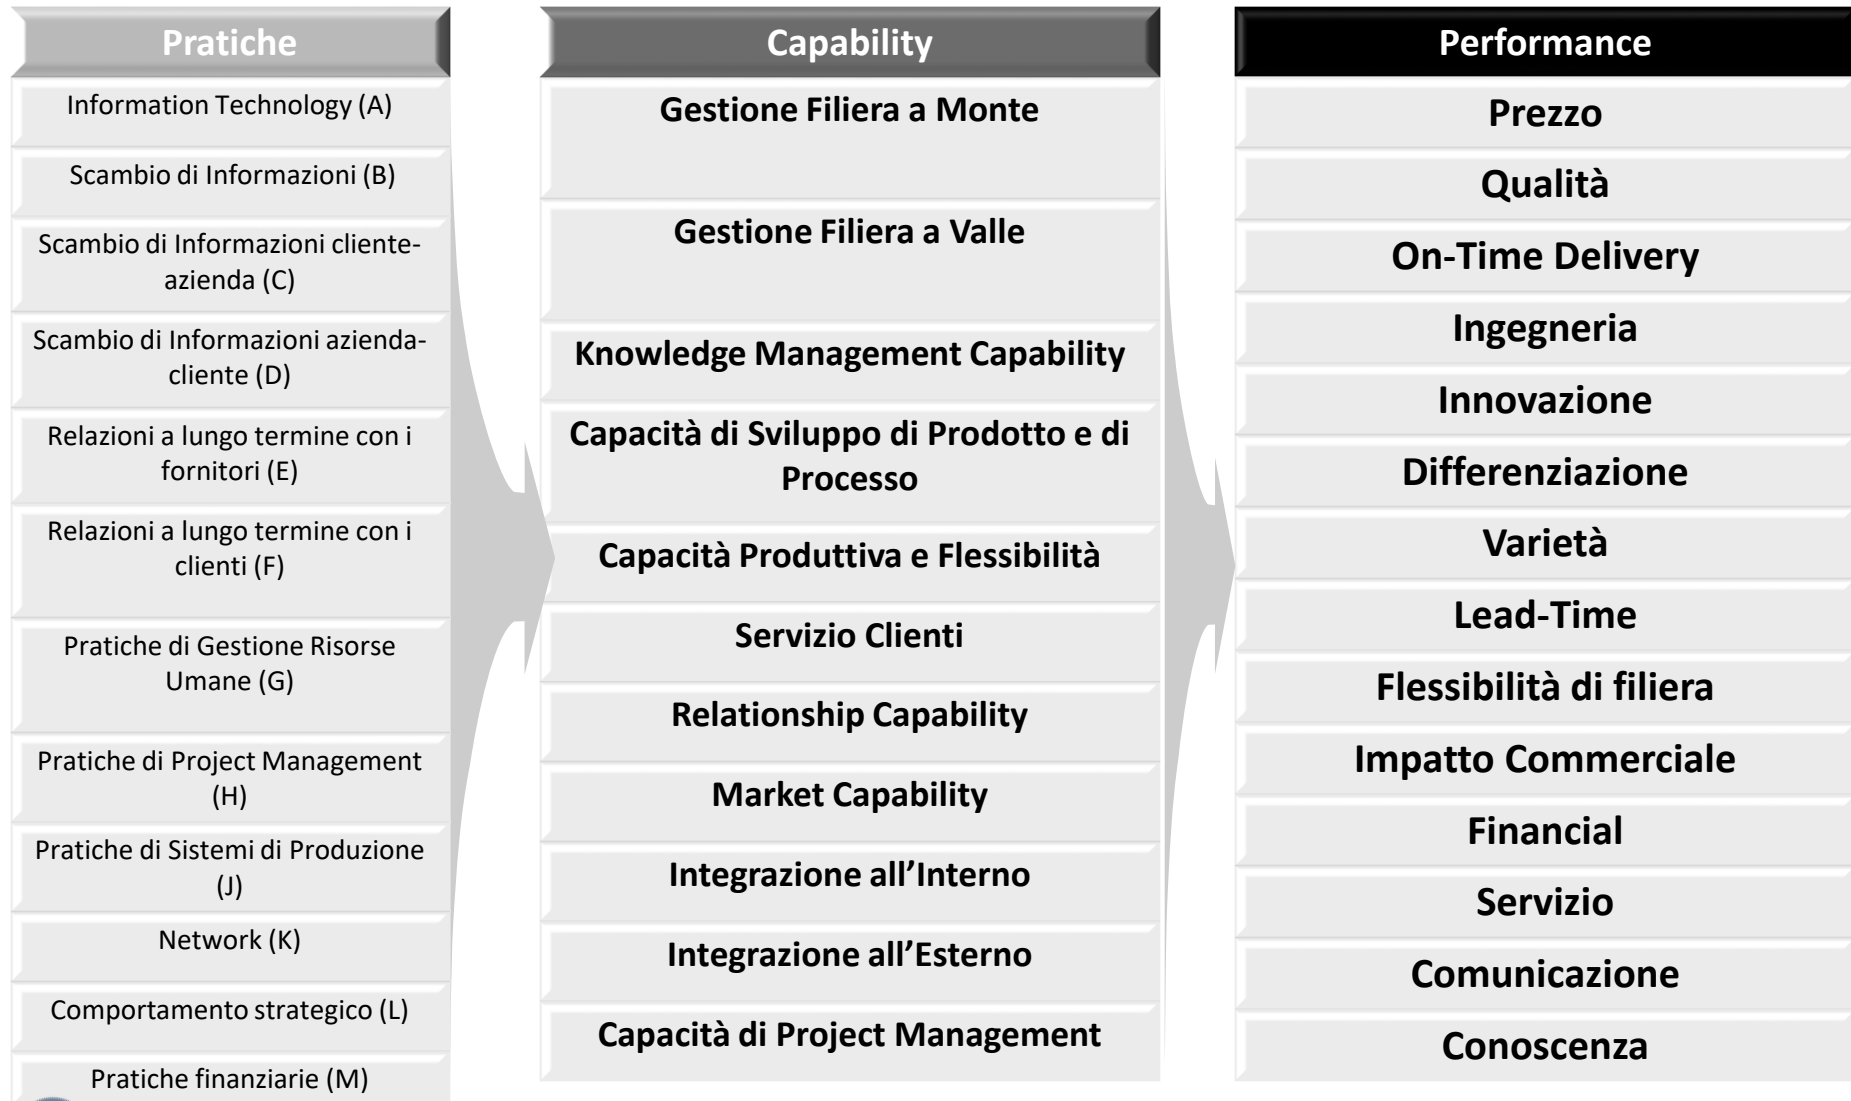 Pratiche
Information Technology (A)
Scambio di Informazioni (B)
Scambio di Informazioni cliente-
azienda (C)
Scambio di Informazioni azienda-
cliente (D)
Relazioni a lungo termine con i
fornitori (E)
Relazioni a lungo termine con i
clienti (F)
Pratiche di Gestione Risorse
Umane (G)
Pratiche di Project Management
(H)
Pratiche di Sistemi di Produzione
(J)
Network (K)
Comportamento strategico (L)
Pratiche finanziarie (M)
Capability
Gestione Filiera a Monte
Gestione Filiera a Valle
Knowledge Management Capability
Capacità di Sviluppo di Prodotto e di
Processo
Capacità Produttiva e Flessibilità
Servizio Clienti
Relationship Capability
Market Capability
Integrazione all’Interno
Integrazione all’Esterno
Capacità di Project Management
Performance
Prezzo
Qualità
On-Time Delivery
Ingegneria
Innovazione
Differenziazione
Varietà
Lead-Time
Flessibilità di filiera
Impatto Commerciale
Financial
Servizio
Comunicazione
Conoscenza